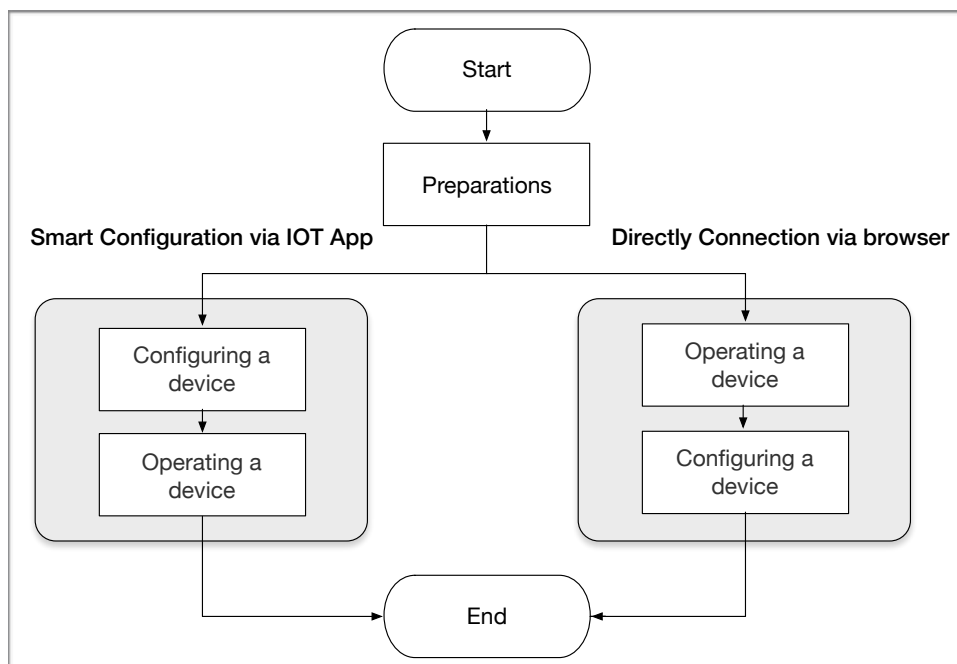 Start
Preparations
Smart Configuration via IOT App
Directly Connection via browser
Configuring a
device
Operating a
device
Operating a
device
Configuring a
device
End